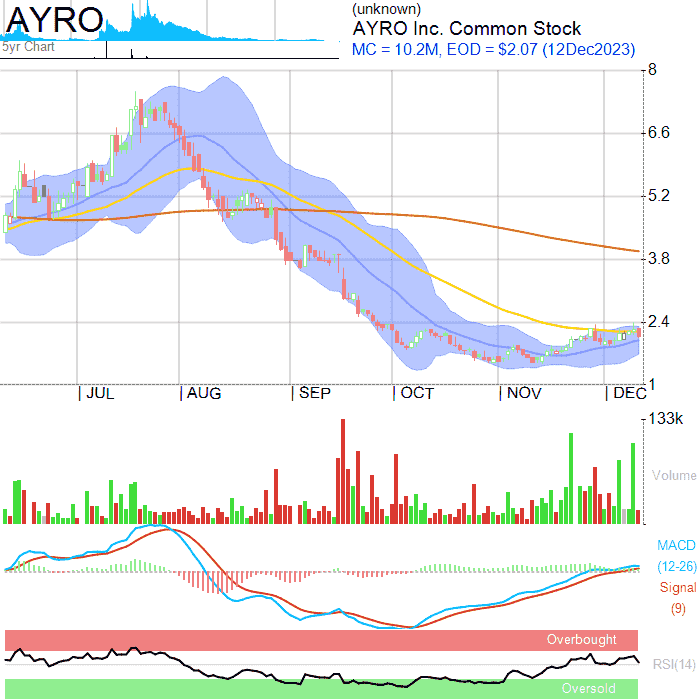 AYRO
5yr Chart
(unknown)
AYRO Inc. Common Stock
MC = 10.2M, EOD = $2.07 (12Dec2023)
8
6.6
5.2
3.8
2.4
1
JUL AUG SEP OCT NOV DEC
133k
Volume
MACD
(12-26)
Signal
(9)
Overbought
RSI(14)
Oversold